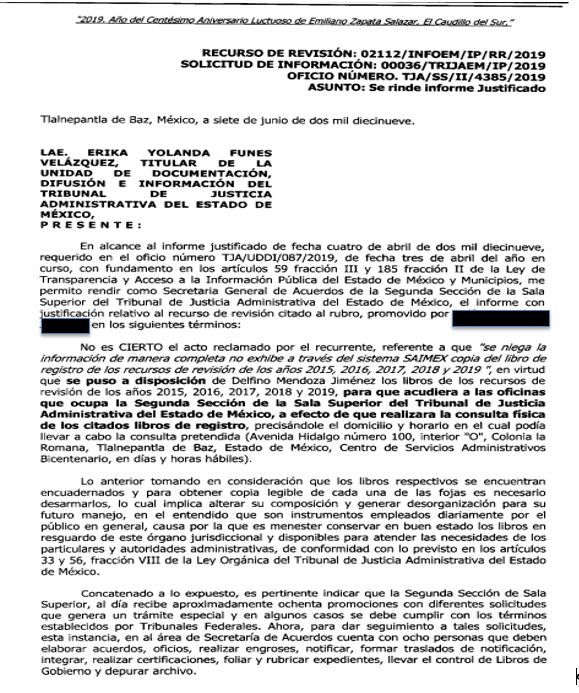 "2019. Año del Centésimo Aniversario Luctuoso de Emiliano Zapata Salazar. El Caudillo del Sur."
RECURSO DE REVISIÓN: 02112/INFOEM/IP/RR/2019
SOLICITUD DE INFORMACIÓN: 00036/TRIJAEM/IP/2019
OFICIO NÚMERO. TJA/SS/II/4385/2019
ASUNTO: Se rinde informe Justificado
Tlalnepantla de Baz, México, a siete de junio de dos mil diecinueve.
LAE. ERIKA YOLANDA FUNES
VELÁZQUEZ, TITULAR DE LA
UNIDAD DE DOCUMENTACIÓN,
DIFUSIÓN E INFORMACIÓN DEL
TRIBUNAL DE JUSTICIA
ADMINISTRATIVA DEL ESTADO DE
MÉXICO,
P R E S E N T E :
En alcance al informe justificado de fecha cuatro de abril de dos mil diecinueve,
requerido en el oficio número TJA/UDDI/087/2019, de fecha tres de abril del año en
curso, con fundamento en los artículos 59 fracción III y 185 fracción II de la Ley de
Transparencia y Acceso a la Información Pública del Estado de México y Municipios, me
permito rendir como Secretaria General de Acuerdos de la Segunda Sección de la Sala
Superior del Tribunal de Justicia Administrativa del Estado de México, el informe con
justificación relativo al recurso de revisión citado al rubro, promovido por
en los siguientes términos:
No es CIERTO el acto reclamado por el recurrente, referente a que "se niega la
información de manera completa no exhibe a través del sistema SAIMEX copia del libro de
registro de los recursos de revisión de los años 2015, 2016, 2017, 2018 y 2019 ", en virtud
que se puso a disposición de Delfino Mendoza Jiménez los libros de los recursos de
revisión de los años 2015, 2016, 2017, 2018 y 2019, para que acudiera a las oficinas
que ocupa la Segunda Sección de la Sala Superior del Tribunal de Justicia
Administrativa del Estado de México, a efecto de que realizara la consulta física
de los citados libros de registro, precisándole el domicilio y horario en el cual podía
llevar a cabo la consulta pretendida (Avenida Hidalgo número 100, interior "O", Colonia la
Romana, Tlalnepantla de Baz, Estado de México, Centro de Servicios Administrativos
Bicentenario, en días y horas hábiles).
Lo anterior tomando en consideración que los libros respectivos se encuentran
encuadernados y para obtener copia legible de cada una de las fojas es necesario
desarmarlos, lo cual implica alterar su composición y generar desorganización para su
futuro manejo, en el entendido que son instrumentos empleados diariamente por el
público en general, causa por la que es menester conservar en buen estado los libros en
resguardo de este órgano jurisdiccional y disponibles para atender las necesidades de los
particulares y autoridades administrativas, de conformidad con lo previsto en los artículos
33 y 56, fracción VIII de la Ley Orgánica del Tribunal de Justicia Administrativa del Estado
de México.
Concatenado a lo expuesto, es pertinente indicar que la Segunda Sección de Sala
Superior, al día recibe aproximadamente ochenta promociones con diferentes solicitudes
que genera un trámite especial y en algunos casos se debe cumplir con los términos
establecidos por Tribunales Federales. Ahora, para dar seguimiento a tales solicitudes,
esta instancia, en al área de Secretaría de Acuerdos cuenta con ocho personas que deben
elaborar acuerdos, oficios, realizar engroses, notificar, formar traslados de notificación,
integrar, realizar certificaciones, foliar y rubricar expedientes, llevar el control de Libros de
Gobierno y depurar archivo.